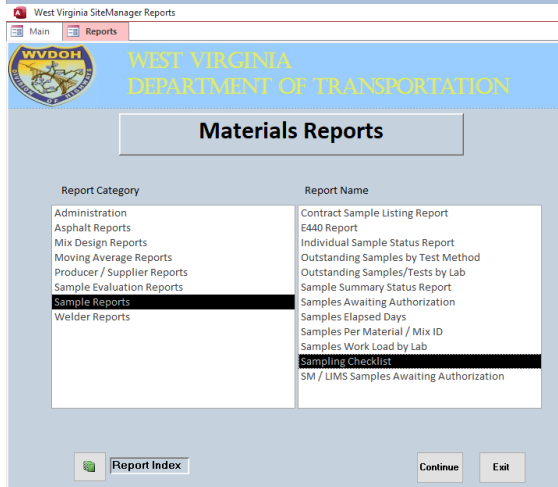 West Virginia SiteManager Reports
Main
Reports
WVDOH
DIVISION OF HIGHWAYS
WEST VIRGINIA
DEPARTMENT OF TRANSPORTATION
Materials Reports
Report Category
Report Name
Administration
Asphalt Reports
Mix Design Reports
Moving Average Reports
Producer / Supplier Reports
Sample Evaluation Reports
Sample Reports
Welder Reports
Contract Sample Listing Report
E440 Report
Individual Sample Status Report
Outstanding Samples by Test Method
Outstanding Samples/Tests by Lab
Sample Summary Status Report
Samples Awaiting Authorization
Samples Elapsed Days
Samples Per Material / Mix ID
Samples Work Load by Lab
Sampling Checklist
SM / LIMS Samples Awaiting Authorization
Report Index
Continue
Exit